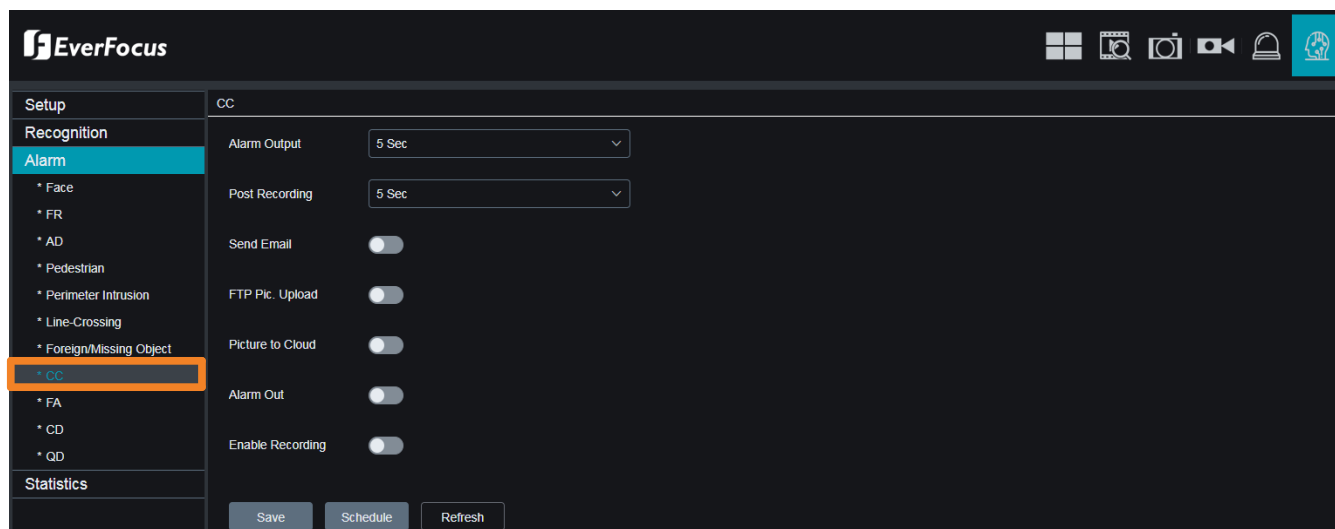 EverFocus
Setup
Recognition
Alarm
* Face
* FR
* AD
* Pedestrian
* Perimeter Intrusion
* Line-Crossing
* Foreign/Missing Object
* CC
* FA
* CD
* QD
Statistics
CC
Alarm Output 5 Sec
Post Recording 5 Sec
Send Email
FTP Pic. Upload
Picture to Cloud
Alarm Out
Enable Recording
Save Schedule Refresh